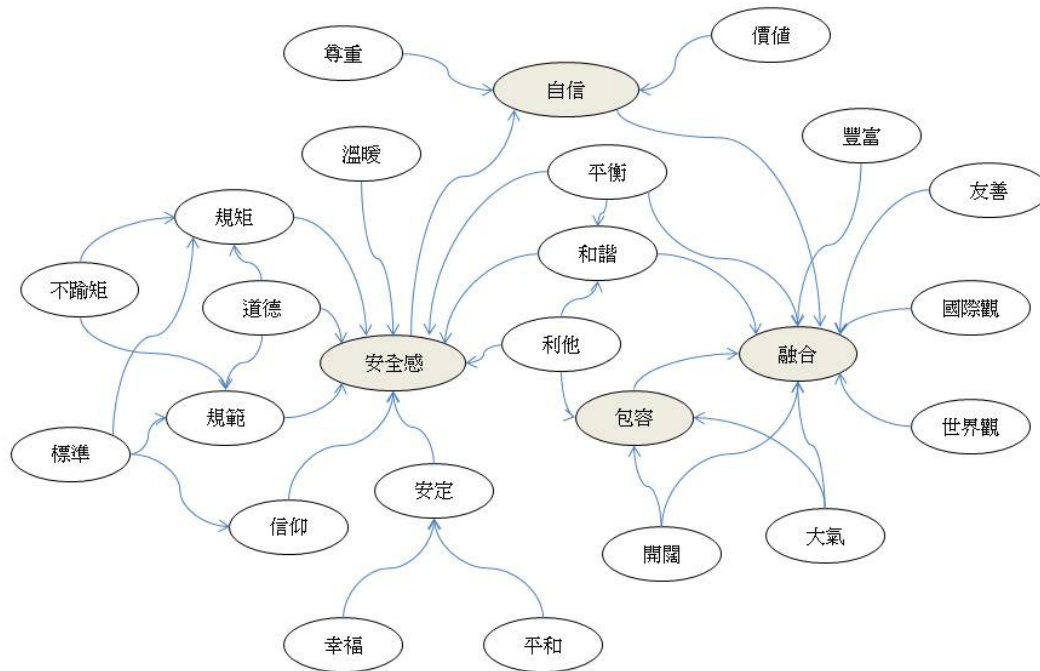 尊重
價值
自信
溫暖
平衡
豐富
友善
規矩
和諧
不踰矩
道德
國際觀
利他
安全感
融合
規範
包容
世界觀
標準
安定
信仰
開闊
大氣
幸福
平和